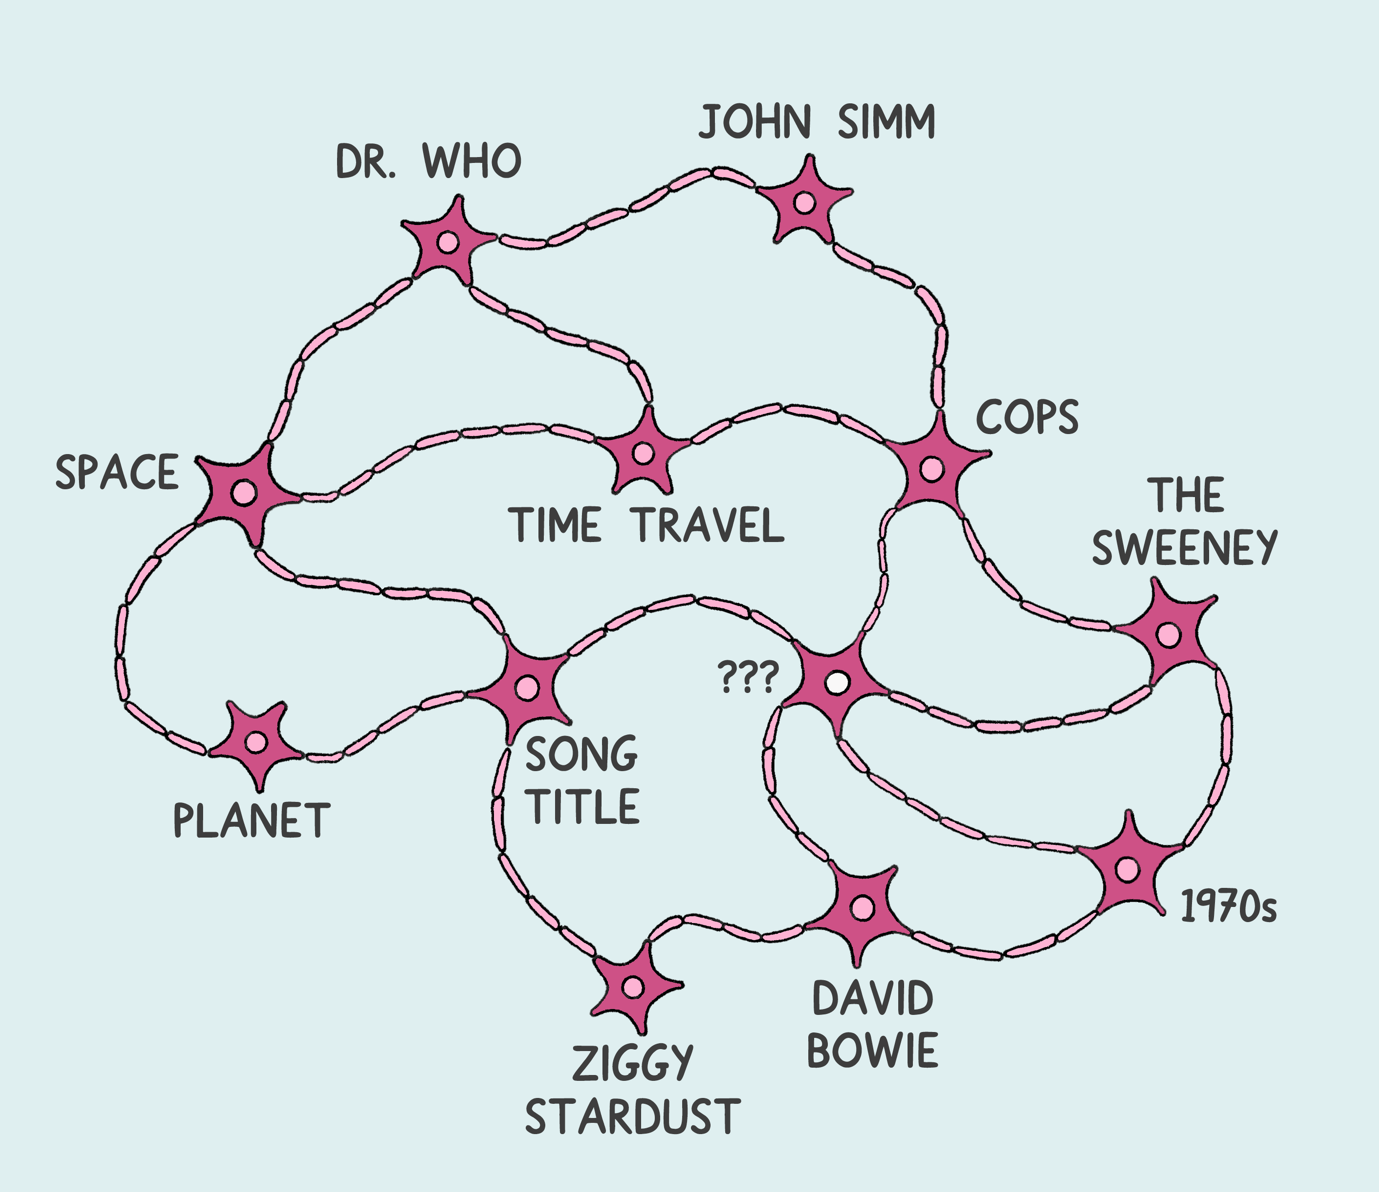 JOHN SIMM
DR. WHO
COPS
SPACE
THE
SWEENEY
TIME TRAVEL
???
SONG
TITLE
PLANET
1970s
DAVID
BOWIE
ZIGGY
STARDUST